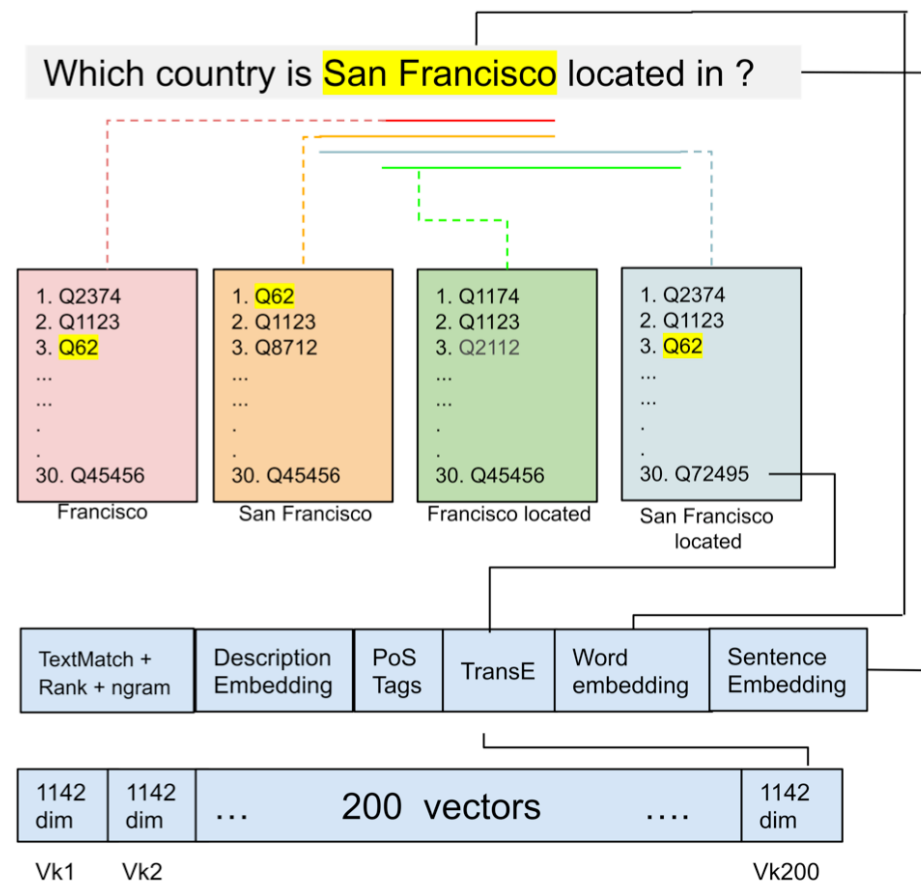 Which country is San Francisco located in ?
1. Q2374
2. Q1123
3. Q62
...
...
.
.
30. Q45456
Francisco
1. Q62
2. Q1123
3. Q8712
...
...
.
.
30. Q45456
San Francisco
1. Q1174
2. Q1123
3. Q2112
...
...
.
.
30. Q45456
Francisco located
1. Q2374
2. Q1123
3. Q62
...
...
.
.
30. Q72495
San Francisco
located
TextMatch +
Rank + ngram
Description
Embedding
PoS
Tags
TransE
Word
embedding
Sentence
Embedding
1142
dim
1142
dim
... 200 vectors ....
1142
dim
Vk1
Vk2
Vk200